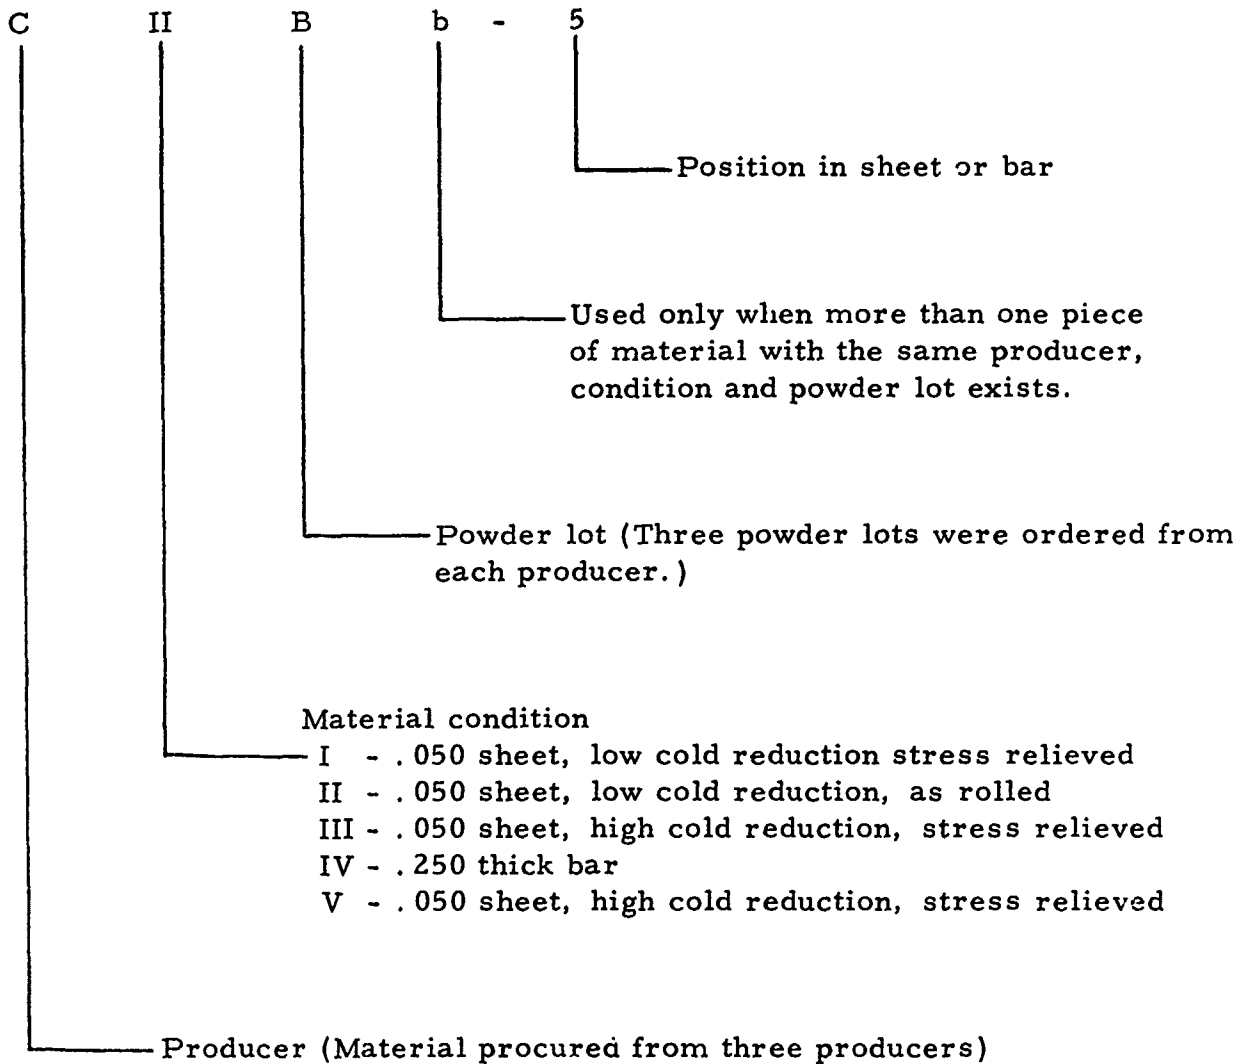 C II B b - 5
Position in sheet or bar
Used only when more than one piece
of material with the same producer,
condition and powder lot exists.
Powder lot (Three powder lots were ordered from
each producer.)
Material condition
I - .050 sheet, low cold reduction stress relieved
II - .050 sheet, low cold reduction, as rolled
III - .050 sheet, high cold reduction, stress relieved
IV - .250 thick bar
V - .050 sheet, high cold reduction, stress relieved
Producer (Material procured from three producers)